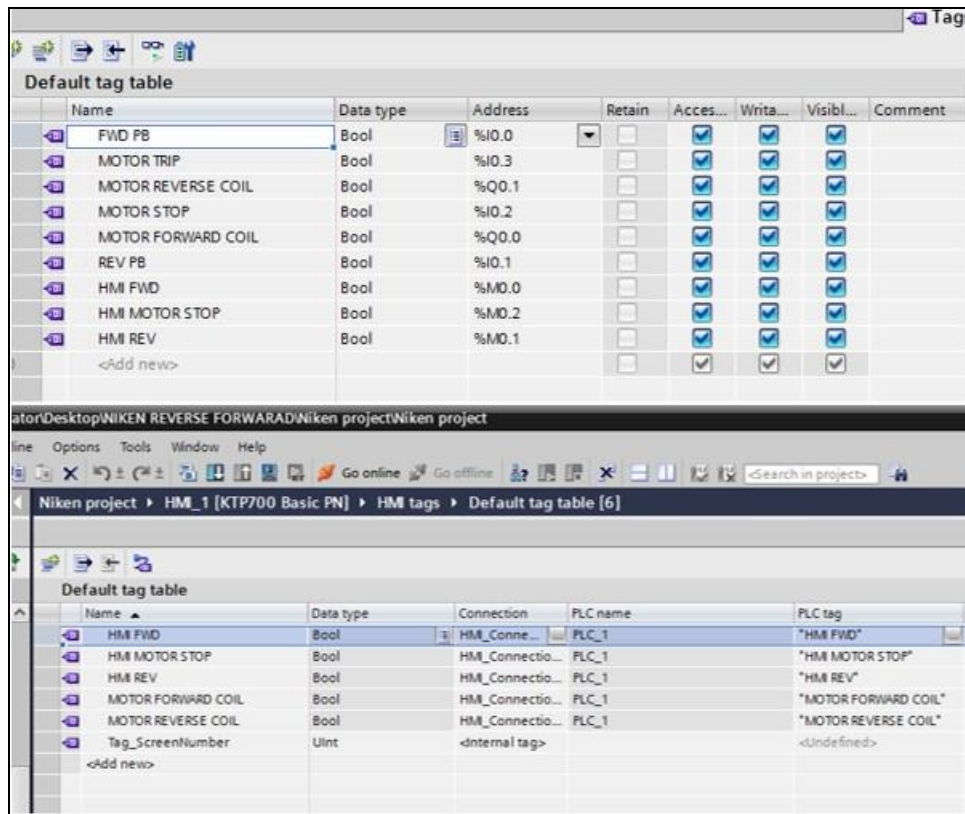 Tags
Default tag table
Name Data type Address Retain Acces... Writa... Visibl... Comment
FWD PB Bool %I0.0
MOTOR TRIP Bool %I0.3
MOTOR REVERSE COIL Bool %Q0.1
MOTOR STOP Bool %I0.2
MOTOR FORWARD COIL Bool %Q0.0
REV PB Bool %I0.1
HMI FWD Bool %M0.0
HMI MOTOR STOP Bool %M0.2
HMI REV Bool %M0.1
<Add new>
ator\Desktop\NIKEN REVERSE FORWARAD\Niken project\Niken project
line Options Tools Window Help
Go online Go offline <Search in project>
Niken project ▸ HMI_1 [KTP700 Basic PN] ▸ HMI tags ▸ Default tag table [6]
Default tag table
Name Data type Connection PLC name PLC tag
HMI FWD Bool HMI_Conne... PLC_1 "HMI FWD"
HMI MOTOR STOP Bool HMI_Connectio... PLC_1 "HMI MOTOR STOP"
HMI REV Bool HMI_Connectio... PLC_1 "HMI REV"
MOTOR FORWARD COIL Bool HMI_Connectio... PLC_1 "MOTOR FORWARD COIL"
MOTOR REVERSE COIL Bool HMI_Connectio... PLC_1 "MOTOR REVERSE COIL"
Tag_ScreenNumber UInt <Internal tag> <Undefined>
<Add new>